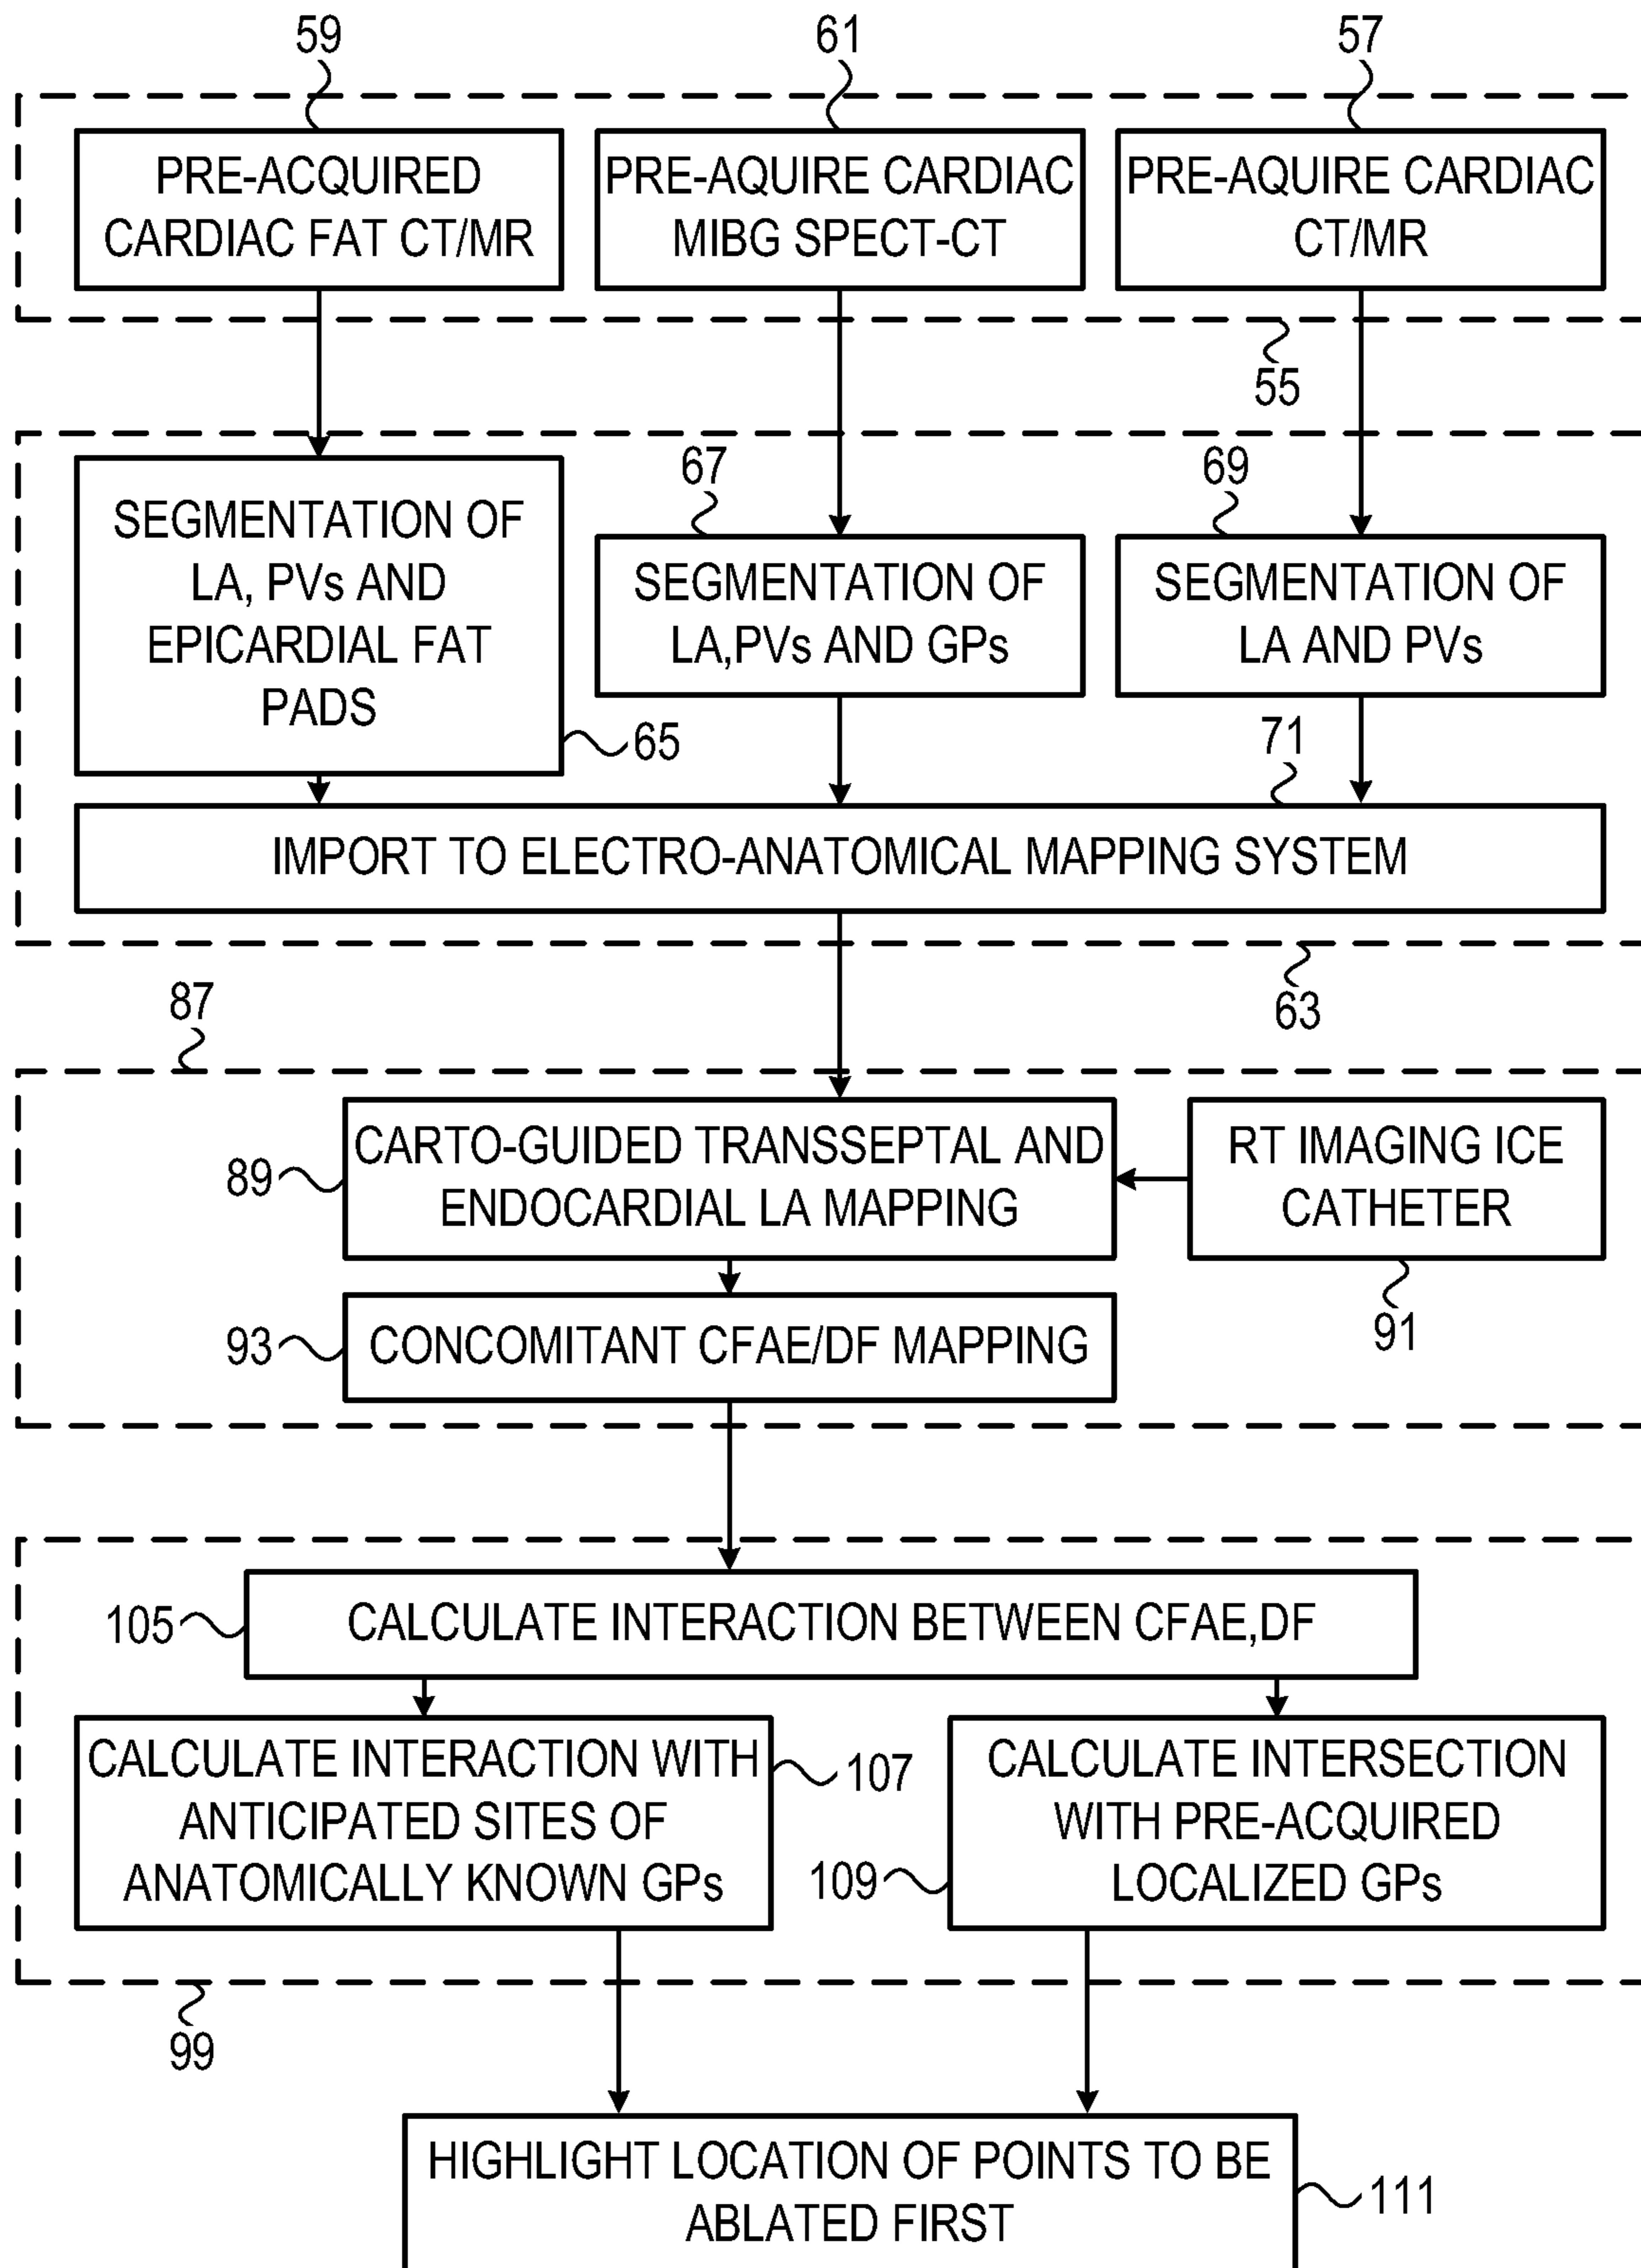 59
61
57
PRE-ACQUIRED
CARDIAC FAT CT/MR
PRE-AQUIRE CARDIAC
MIBG SPECT-CT
PRE-AQUIRE CARDIAC
CT/MR
55
SEGMENTATION OF
LA, PVs AND
EPICARDIAL FAT
PADS
65
67
SEGMENTATION OF
LA,PVs AND GPs
69
SEGMENTATION OF
LA AND PVs
71
IMPORT TO ELECTRO-ANATOMICAL MAPPING SYSTEM
63
87
89
CARTO-GUIDED TRANSSEPTAL AND
ENDOCARDIAL LA MAPPING
RT IMAGING ICE
CATHETER
91
93
CONCOMITANT CFAE/DF MAPPING
105
CALCULATE INTERACTION BETWEEN CFAE,DF
CALCULATE INTERACTION WITH
ANTICIPATED SITES OF
ANATOMICALLY KNOWN GPs
107
CALCULATE INTERSECTION
WITH PRE-ACQUIRED
LOCALIZED GPs
109
99
HIGHLIGHT LOCATION OF POINTS TO BE
ABLATED FIRST
111